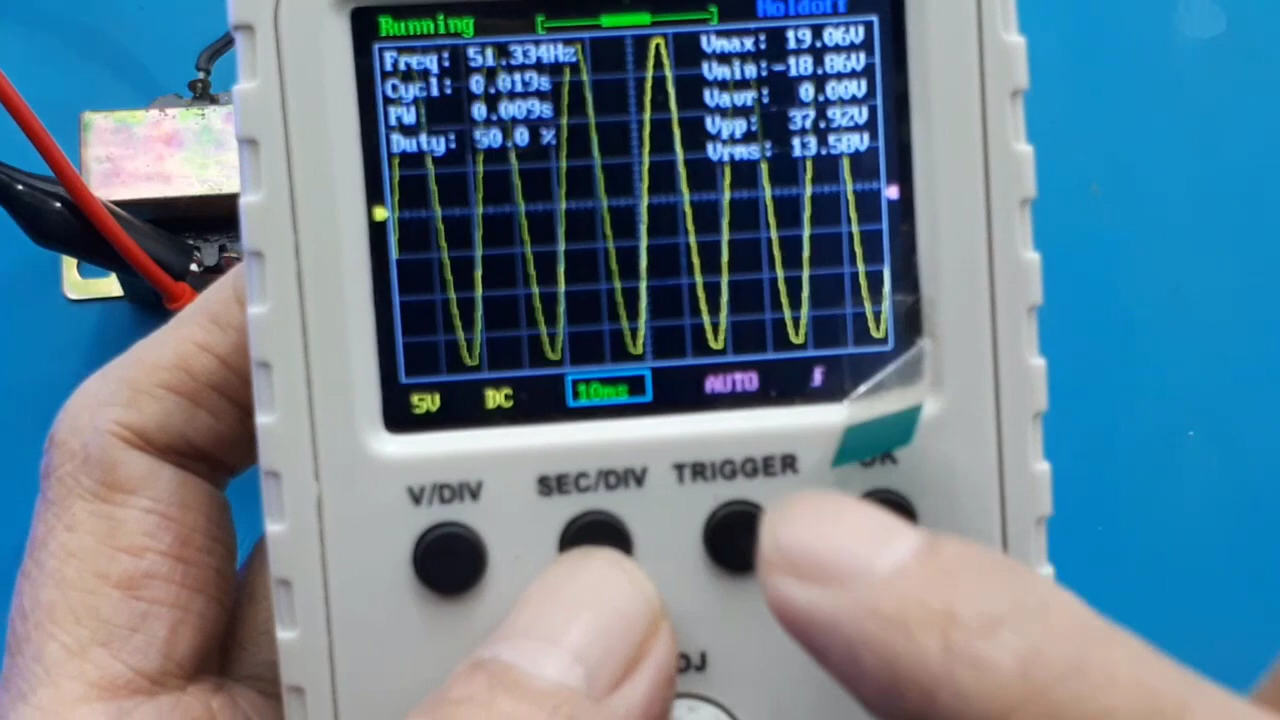 Running
Holdoff
Freq: 51.334Hz
Vmax: 19.06V
Cycl: 0.019s
Vmin:-18.86V
PW 0.009s
Vavr: 0.00V
Duty: 50.0 %
Vpp: 37.92V
Vrms: 13.58V
5V DC 10ms AUTO
V/DIV SEC/DIV TRIGGER OK